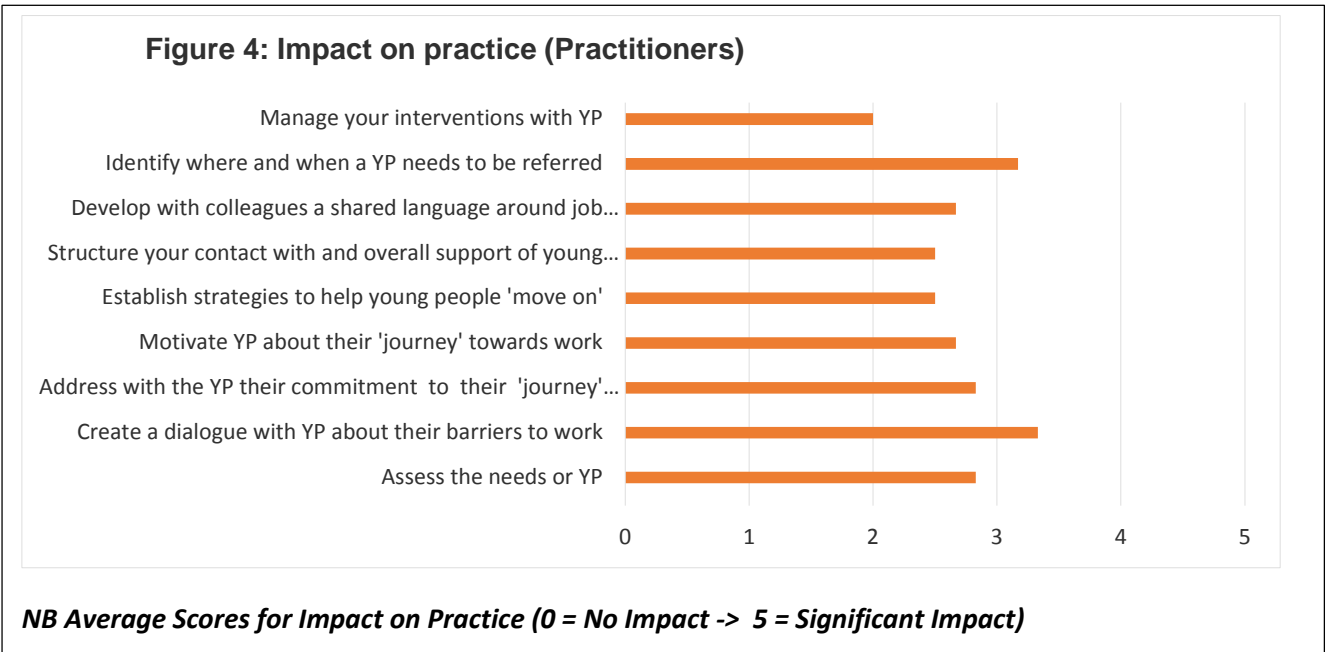 Figure 4: Impact on practice (Practitioners)
Manage your interventions with YP
Identify where and when a YP needs to be referred
Develop with colleagues a shared language around job...
Structure your contact with and overall support of young...
Establish strategies to help young people 'move on'
Motivate YP about their 'journey' towards work
Address with the YP their commitment to their 'journey'...
Create a dialogue with YP about their barriers to work
Assess the needs or YP
0 1 2 3 4 5
NB Average Scores for Impact on Practice (0 = No Impact -> 5 = Significant Impact)